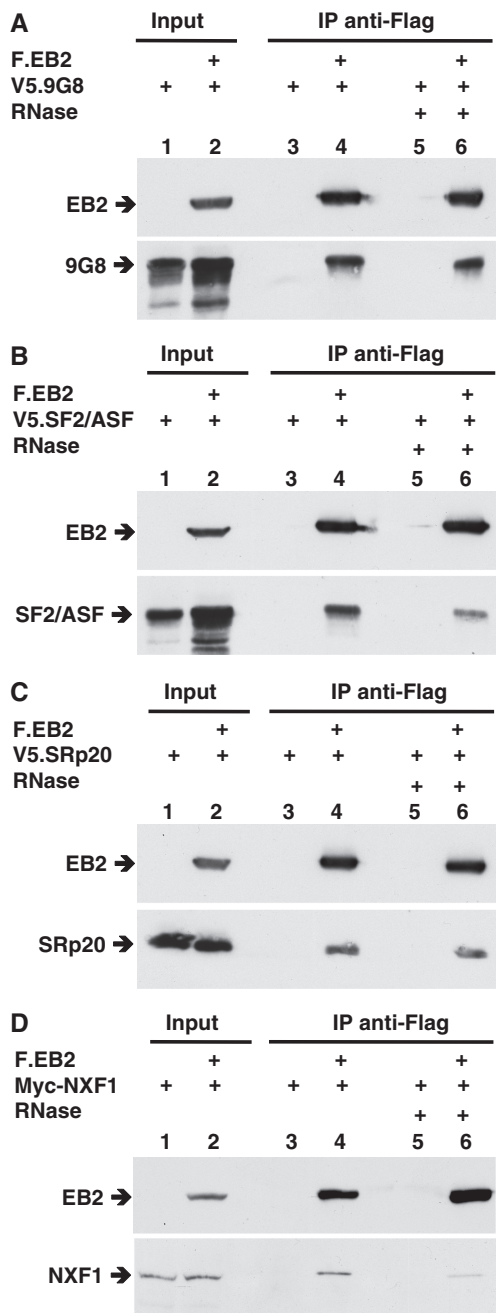 A Input IP anti-Flag
F.EB2 + + +
V5.9G8 + + + + + +
RNase + +
1 2 3 4 5 6
EB2
9G8
B Input IP anti-Flag
F.EB2 + + +
V5.SF2/ASF + + + + + +
RNase + +
1 2 3 4 5 6
EB2
SF2/ASF
C Input IP anti-Flag
F.EB2 + + +
V5.SRp20 + + + + + +
RNase + +
1 2 3 4 5 6
EB2
SRp20
D Input IP anti-Flag
F.EB2 + + +
Myc-NXF1 + + + + + +
RNase + +
1 2 3 4 5 6
EB2
NXF1